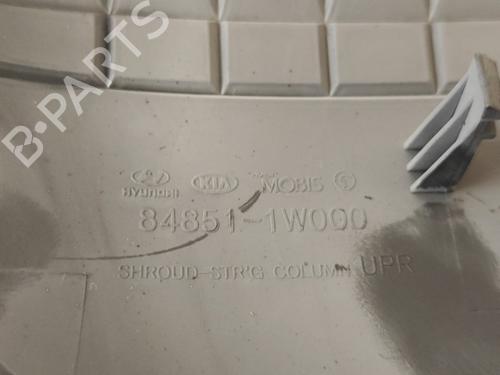 B-PARTS
HYUNDAI KIA MOBIS
84851-1W000
SHROUD-STR'G COLUMN UPR